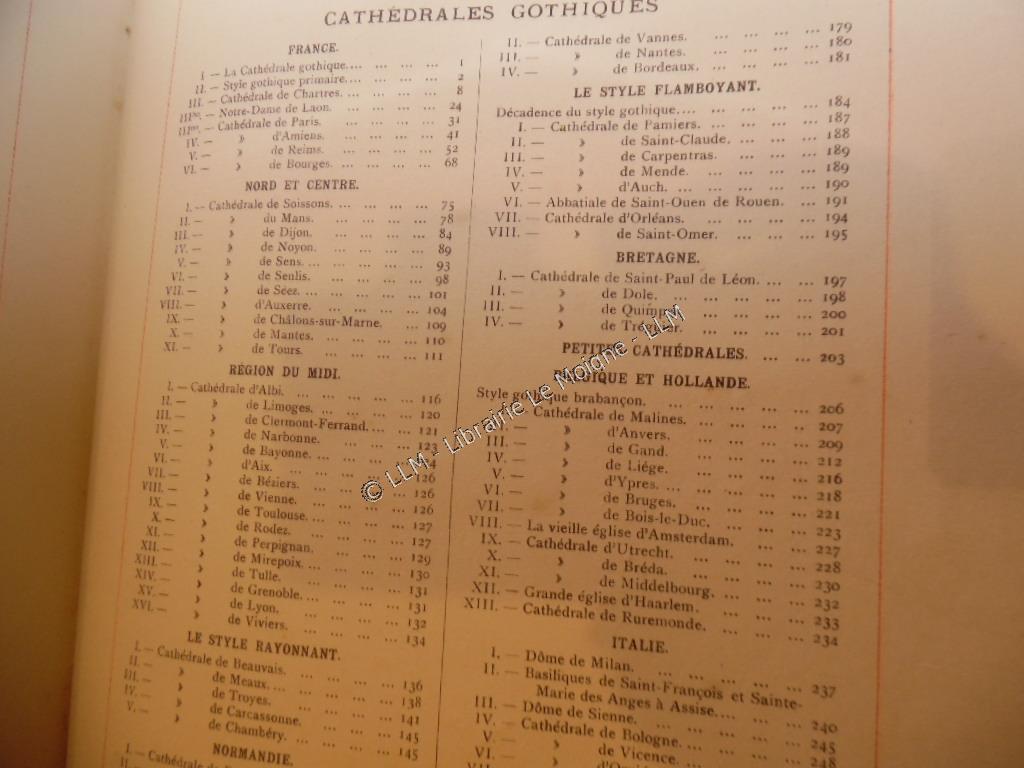 CATHÉDRALES GOTHIQUES
FRANCE.
I — La Cathédrale gothique.... ... ... ... 1
II. — Style gothique primaire.... ... ... ... 2
III. — Cathédrale de Chartres. ... ... ... ... 8
Notre-Dame de Laon. ... ... ... ... 24
Cathédrale de Paris. ... ... ... ... 31
IV. — » d'Amiens. ... ... ... ... 41
V. — » de Reims. ... ... ... ... 52
VI. — » de Bourges. ... ... ... ... 68
NORD ET CENTRE.
I. — Cathédrale de Soissons. ... ... ... ... 75
II. — » du Mans. ... ... ... ... 78
III. — » de Dijon. ... ... ... ... 84
IV. — » de Noyon. ... ... ... ... 89
V. — » de Sens. ... ... ... ... 93
VI. — » de Senlis. ... ... ... ... 98
VII. — » de Séez. ... ... ... ... ... 101
VIII. — » d'Auxerre. ... ... ... ... 104
IX. — » de Châlons-sur-Marne. ... ... 109
X. — » de Mantes. ... ... ... ... 110
XI. — » de Tours. ... ... ... ... 111
RÉGION DU MIDI.
I. — Cathédrale d'Albi. ... ... ... ... ... 116
II. — » de Limoges. ... ... ... ... 120
III. — » de Clermont-Ferrand. ... ... ... 121
IV. — » de Narbonne. ... ... ... ... 123
V. — » de Bayonne. ... ... ...
VI. — » d'Aix. ... ... ... 126
VII. — » de Béziers. ... ... ... ... 126
VIII. — » de Vienne. ... ... ... ... 126
IX. — » de Toulouse. ... ... ... ... 127
X. — » de Rodez. ... ... ... ... 127
XI. — » de Perpignan. ... ... ... ... 129
XII. — » de Mirepoix. ... ... ... ... 130
XIII. — » de Tulle. ... ... ... ... 131
XIV. — » de Grenoble. ... ... ... ... 131
XV. — » de Lyon. ... ... ... ... 132
XVI. — » de Viviers. ... ... ... ... 134
LE STYLE RAYONNANT.
I. — Cathédrale de Beauvais. ... ... ... ... 136
II. — » de Meaux. ... ... ... ... 138
III. — » de Troyes. ... ... ... ... 141
IV. — » de Carcassonne. ... ... ... 145
V. — » de Chambéry. ... ... ... ... 145
NORMANDIE.
I. — Cathédrale
II. — Cathédrale de Vannes. ... ... ... ... 179
III. — » de Nantes. ... ... ... ... 180
IV. — » de Bordeaux. ... ... ... ... 181
LE STYLE FLAMBOYANT.
Décadence du style gothique.... ... ... ... ... 184
I. — Cathédrale de Pamiers. ... ... ... ... 187
II. — » de Saint-Claude. ... ... ... 188
III. — » de Carpentras. ... ... ... 189
IV. — » de Mende. ... ... ... ... 189
V. — » d'Auch. ... ... ... ... 190
VI. — Abbatiale de Saint-Ouen de Rouen. ... 191
VII. — Cathédrale d'Orléans. ... ... ... ... 194
VIII. — » de Saint-Omer. ... ... ... 195
BRETAGNE.
I. — Cathédrale de Saint-Paul de Léon. ... ... 197
II. — » de Dole. ... ... ... ... ... 198
III. — » de Quimper. ... ... ... ... 200
IV. — » de Tréguier. ... ... ... ... 201
PETITES CATHÉDRALES. ... ... 203
BELGIQUE ET HOLLANDE.
Style gothique brabançon. ... ... ... ... ... 206
Cathédrale de Malines. ... ... ... ... 207
— » d'Anvers. ... ... ... ... 209
III. — » de Gand. ... ... ... ... 212
IV. — » de Liége. ... ... ... ... 216
V. — » d'Ypres. ... ... ... ... 218
VI. — » de Bruges. ... ... ... ... 221
VII. — » de Bois-le-Duc. ... ... ... 223
VIII. — La vieille église d'Amsterdam. ... ... 227
IX. — Cathédrale d'Utrecht. ... ... ... ... 228
X. — » de Bréda. ... ... ... ... 230
XI. — » de Middelbourg. ... ... ... 232
XII. — Grande église d'Haarlem. ... ... ... 233
XIII. — Cathédrale de Ruremonde. ... ... ... 234
ITALIE.
I. — Dôme de Milan. ... ... ... ... ... 237
II. — Basiliques de Saint-François et Sainte-
Marie des Anges à Assise.... ... ... ... 240
III. — Dôme de Sienne. ... ... ... ... ... 245
IV. — Cathédrale de Bologne. ... ... ... ... 248
V. — » de Vicence. ... ... ...
VI. —
© LLM - Librairie Le Moigne - LLM